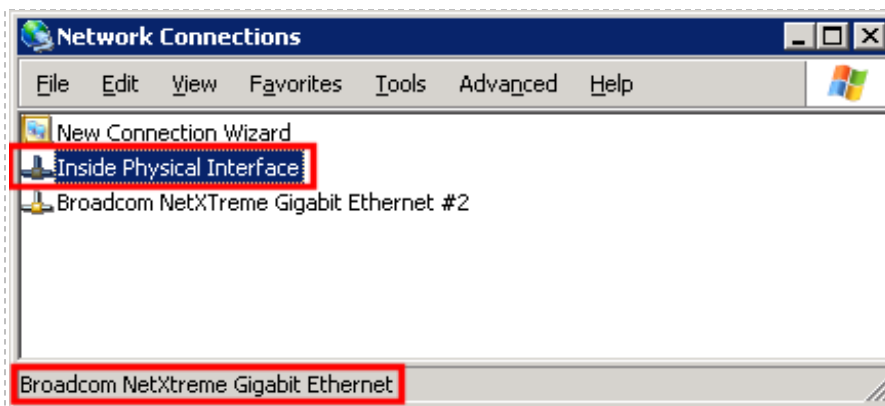 Network Connections
File Edit View Favorites Tools Advanced Help
New Connection Wizard
Inside Physical Interface
Broadcom NetXTreme Gigabit Ethernet #2
Broadcom NetXtreme Gigabit Ethernet